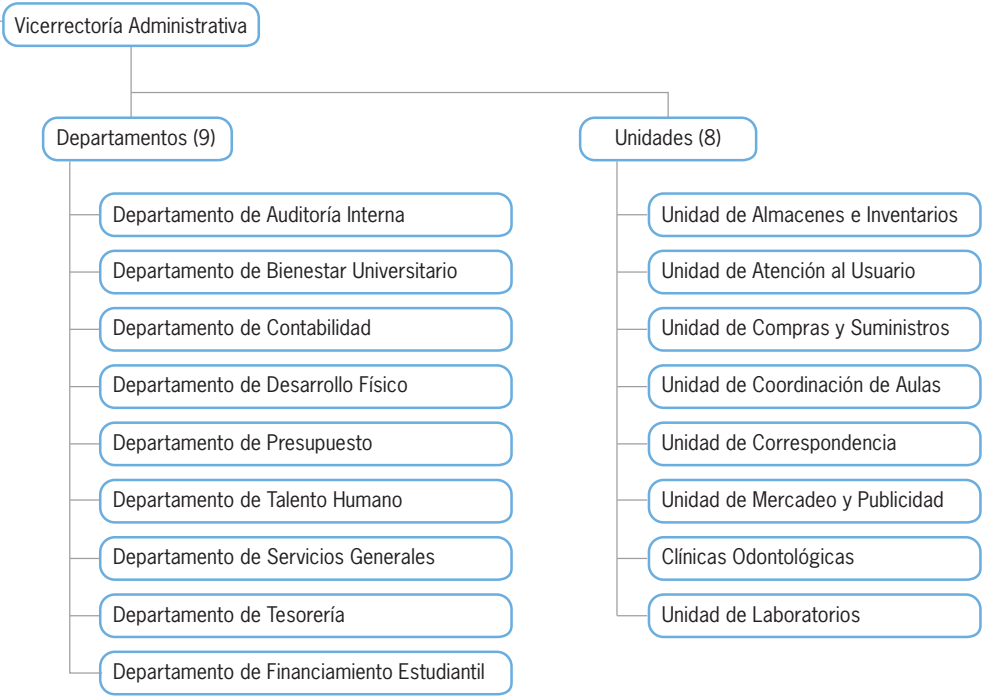 Vicerrectoría Administrativa
Departamentos (9)
Departamento de Auditoría Interna
Departamento de Bienestar Universitario
Departamento de Contabilidad
Departamento de Desarrollo Físico
Departamento de Presupuesto
Departamento de Talento Humano
Departamento de Servicios Generales
Departamento de Tesorería
Departamento de Financiamiento Estudiantil
Unidades (8)
Unidad de Almacenes e Inventarios
Unidad de Atención al Usuario
Unidad de Compras y Suministros
Unidad de Coordinación de Aulas
Unidad de Correspondencia
Unidad de Mercadeo y Publicidad
Clínicas Odontológicas
Unidad de Laboratorios